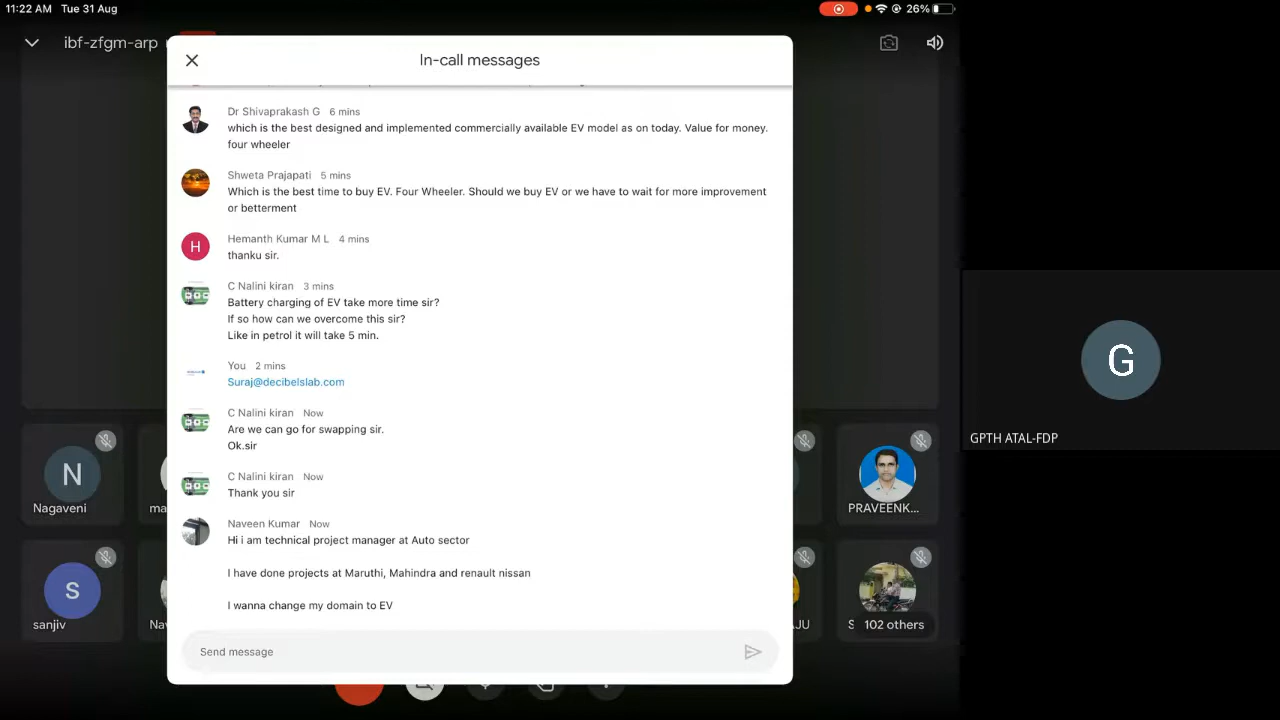 11:22 AM Tue 31 Aug
26%
ibf-zfgm-arp
In-call messages
Dr Shivaprakash G 6 mins
which is the best designed and implemented commercially available EV model as on today. Value for money.
four wheeler
Shweta Prajapati 5 mins
Which is the best time to buy EV. Four Wheeler. Should we buy EV or we have to wait for more improvement
or betterment
H
Hemanth Kumar M L 4 mins
thanku sir.
C Nalini kiran 3 mins
Battery charging of EV take more time sir?
If so how can we overcome this sir?
Like in petrol it will take 5 min.
You 2 mins
Suraj@decibelslab.com
C Nalini kiran Now
Are we can go for swapping sir.
Ok.sir
C Nalini kiran Now
Thank you sir
Naveen Kumar Now
Hi i am technical project manager at Auto sector
I have done projects at Maruthi, Mahindra and renault nissan
I wanna change my domain to EV
Send message
N
Nagaveni
ma
PRAVEENK...
S
sanjiv
Nav
AJU
S
102 others
G
GPTH ATAL-FDP